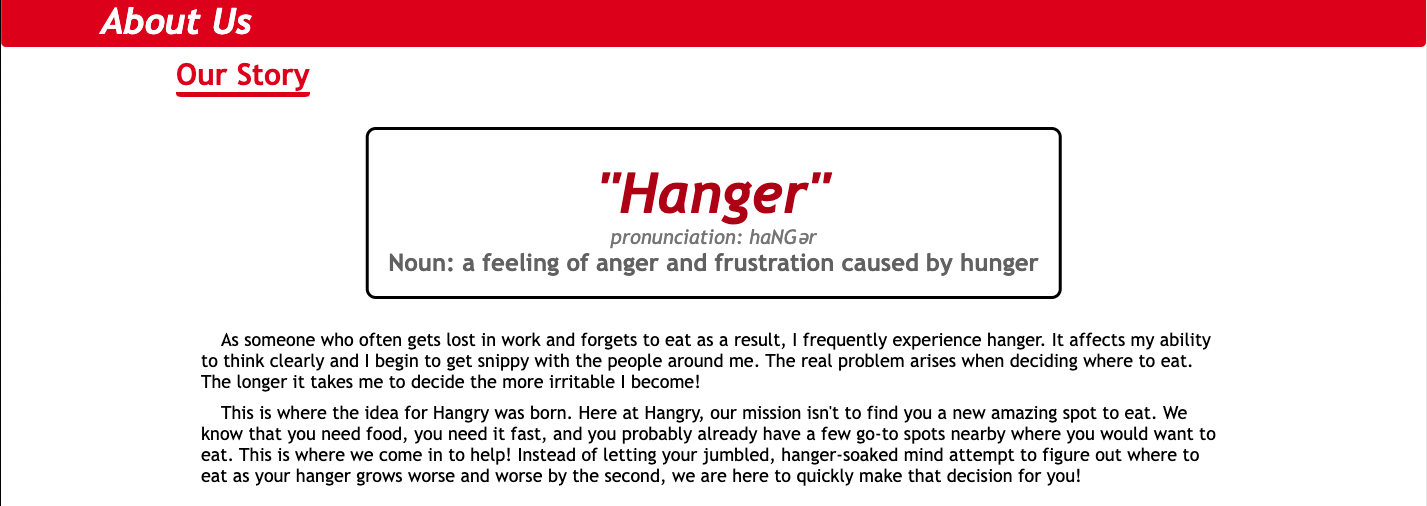 About Us
Our Story
"Hanger"
pronunciation: haNGər
Noun: a feeling of anger and frustration caused by hunger
As someone who often gets lost in work and forgets to eat as a result, I frequently experience hanger. It affects my ability
to think clearly and I begin to get snippy with the people around me. The real problem arises when deciding where to eat.
The longer it takes me to decide the more irritable I become!
This is where the idea for Hangry was born. Here at Hangry, our mission isn't to find you a new amazing spot to eat. We
know that you need food, you need it fast, and you probably already have a few go-to spots nearby where you would want to
eat. This is where we come in to help! Instead of letting your jumbled, hanger-soaked mind attempt to figure out where to
eat as your hanger grows worse and worse by the second, we are here to quickly make that decision for you!